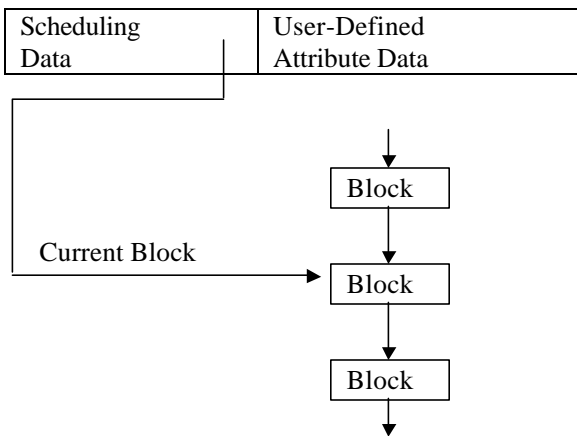 Scheduling
Data
User-Defined
Attribute Data
Block
Current Block
Block
Block